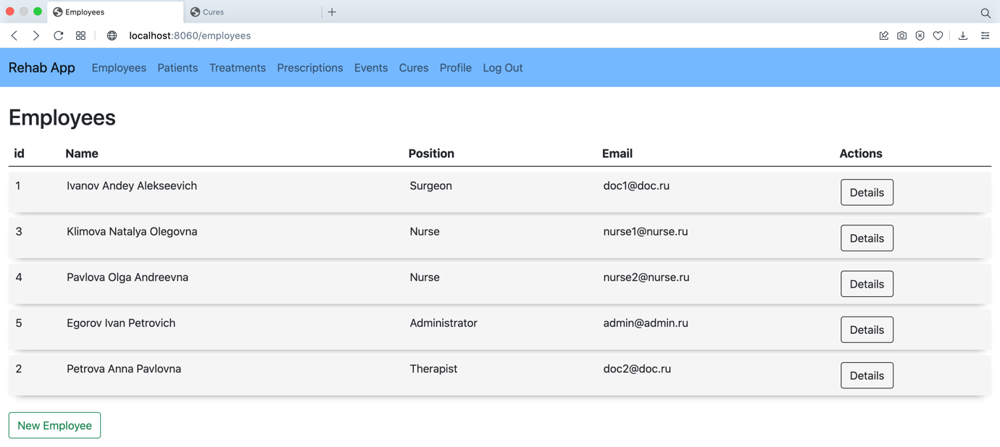 Employees
Cures
localhost:8060/employees
Rehab App Employees Patients Treatments Prescriptions Events Cures Profile Log Out
Employees
id Name Position Email Actions
1 Ivanov Andey Alekseevich Surgeon doc1@doc.ru Details
3 Klimova Natalya Olegovna Nurse nurse1@nurse.ru Details
4 Pavlova Olga Andreevna Nurse nurse2@nurse.ru Details
5 Egorov Ivan Petrovich Administrator admin@admin.ru Details
2 Petrova Anna Pavlovna Therapist doc2@doc.ru Details
New Employee